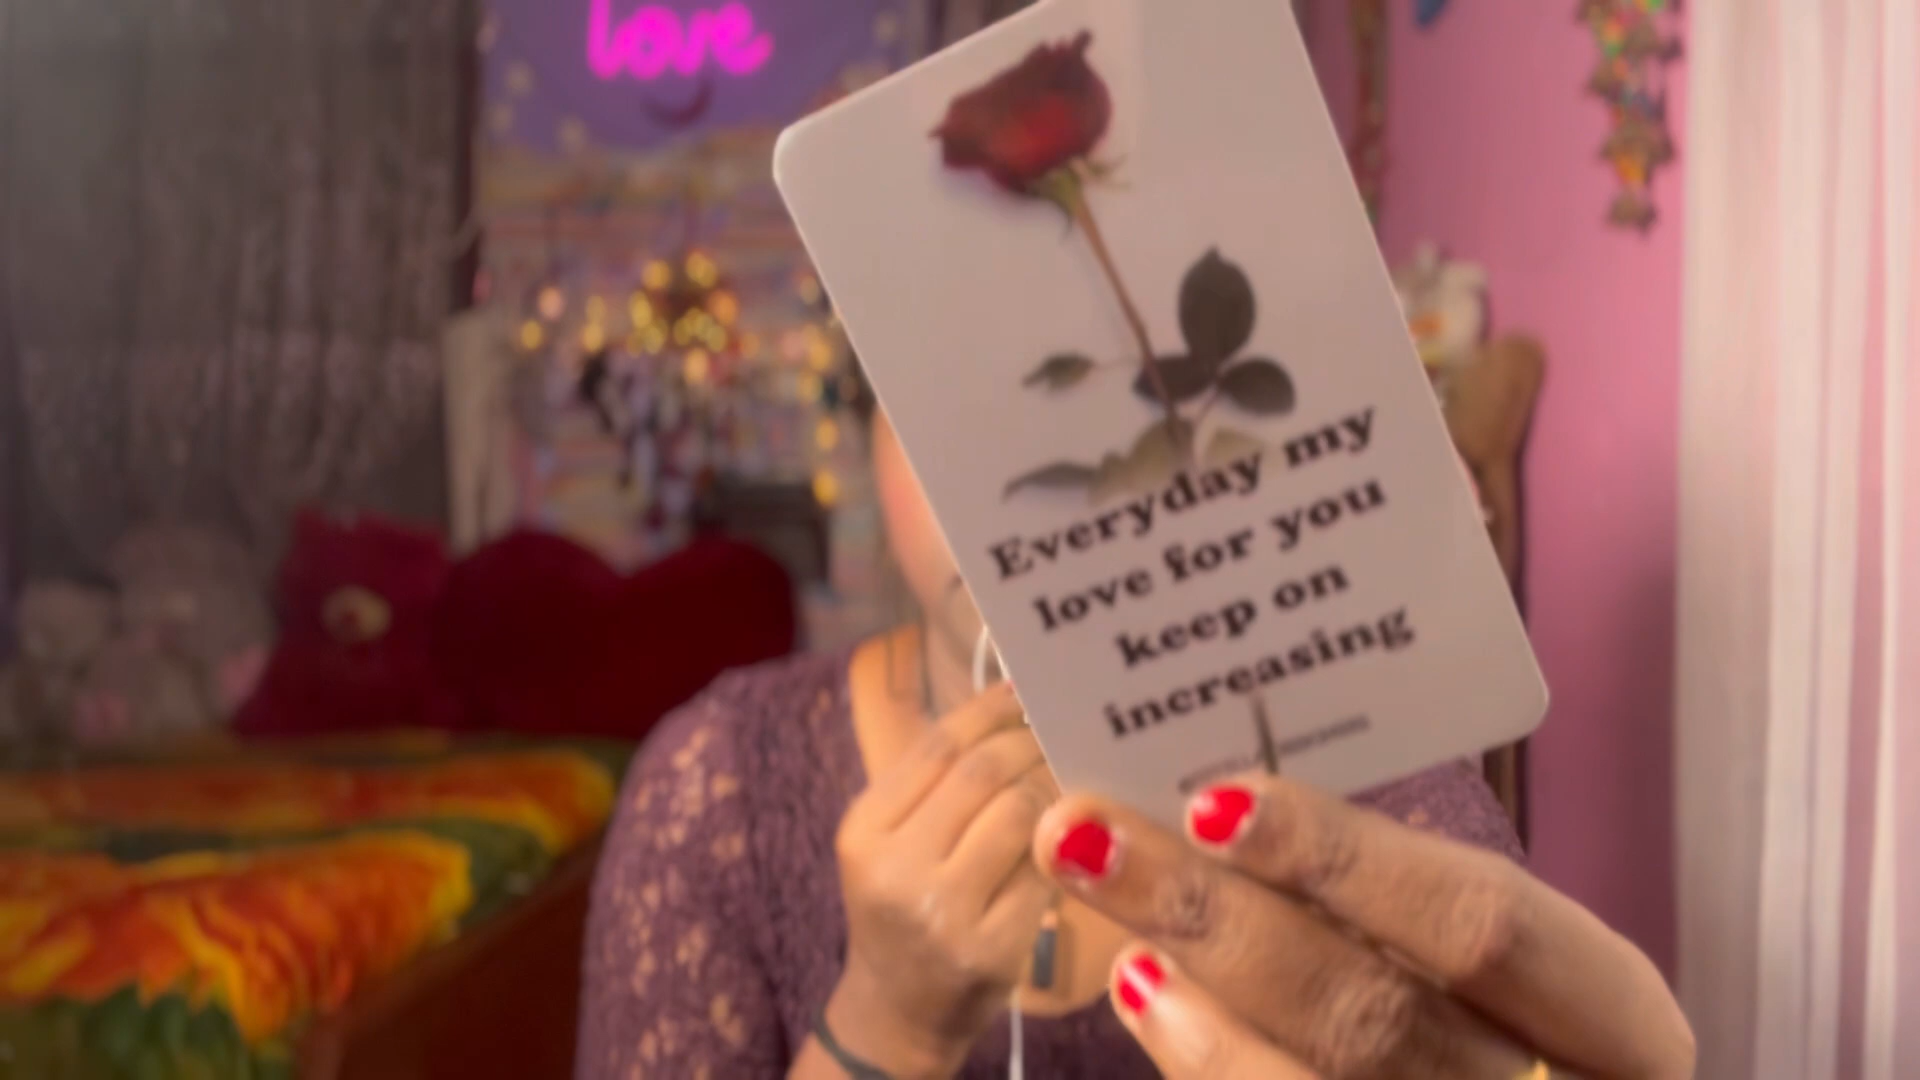 love
Everyday my
love for you
keep on
increasing